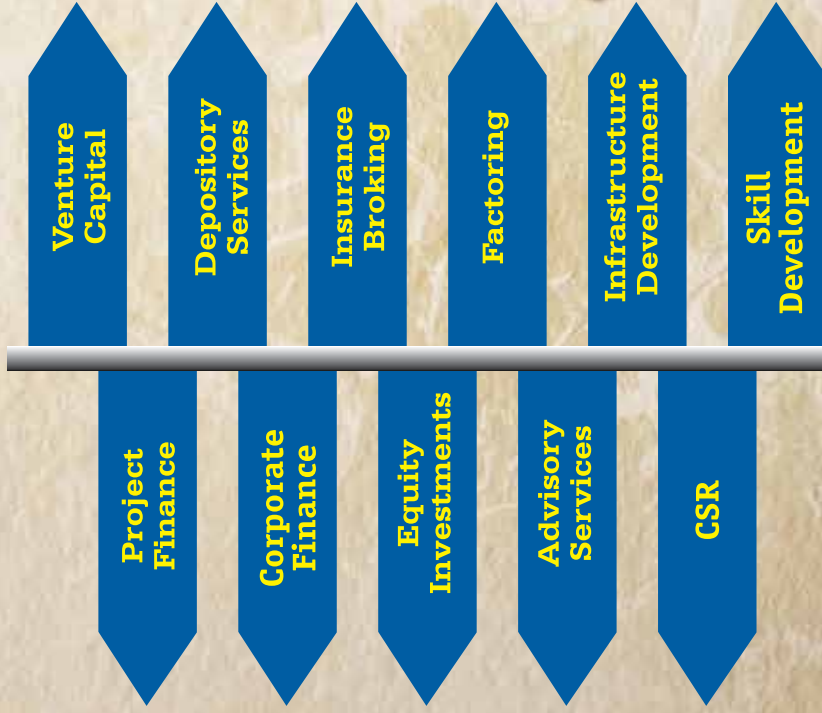 Venture
Capital
Depository
Services
Insurance
Broking
Factoring
Infrastructure
Development
Skill
Development
Project
Finance
Corporate
Finance
Equity
Investments
Advisory
Services
CSR